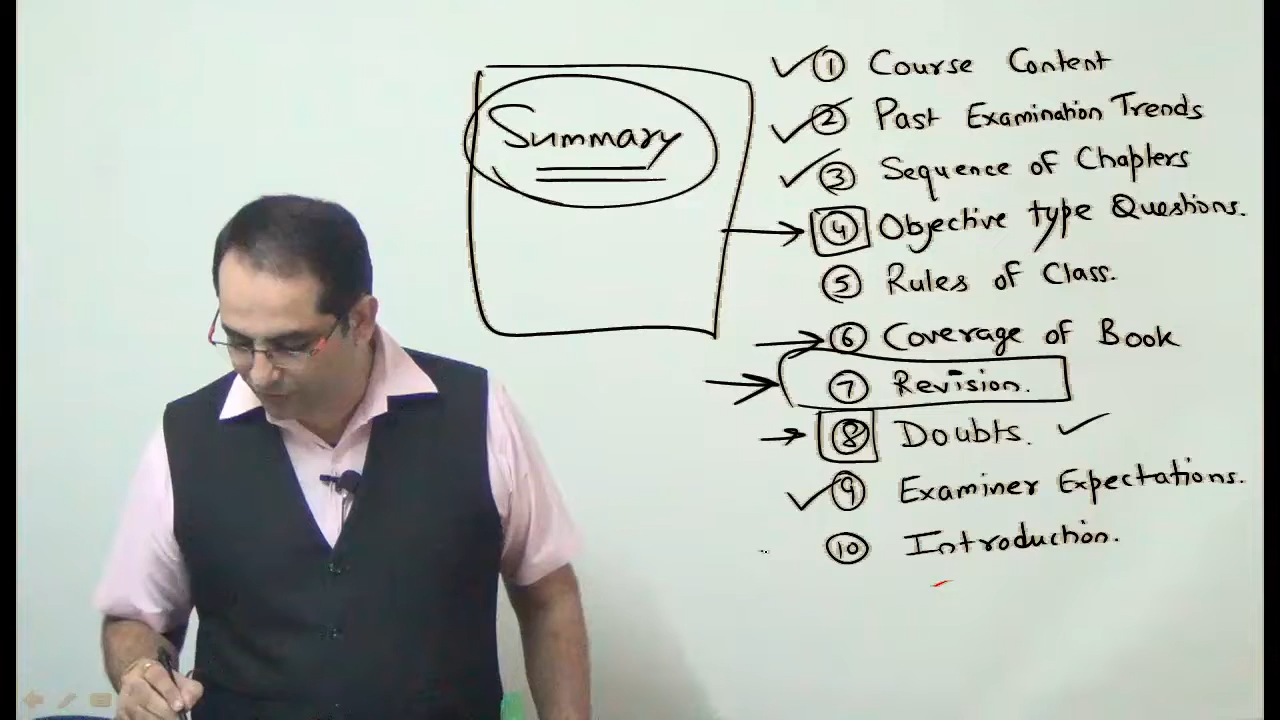 Summary
① Course Content
② Past Examination Trends
③ Sequence of Chapters
④ Objective type Questions.
⑤ Rules of Class.
⑥ Coverage of Book
⑦ Revision.
⑧ Doubts.
⑨ Examiner Expectations.
⑩ Introduction.